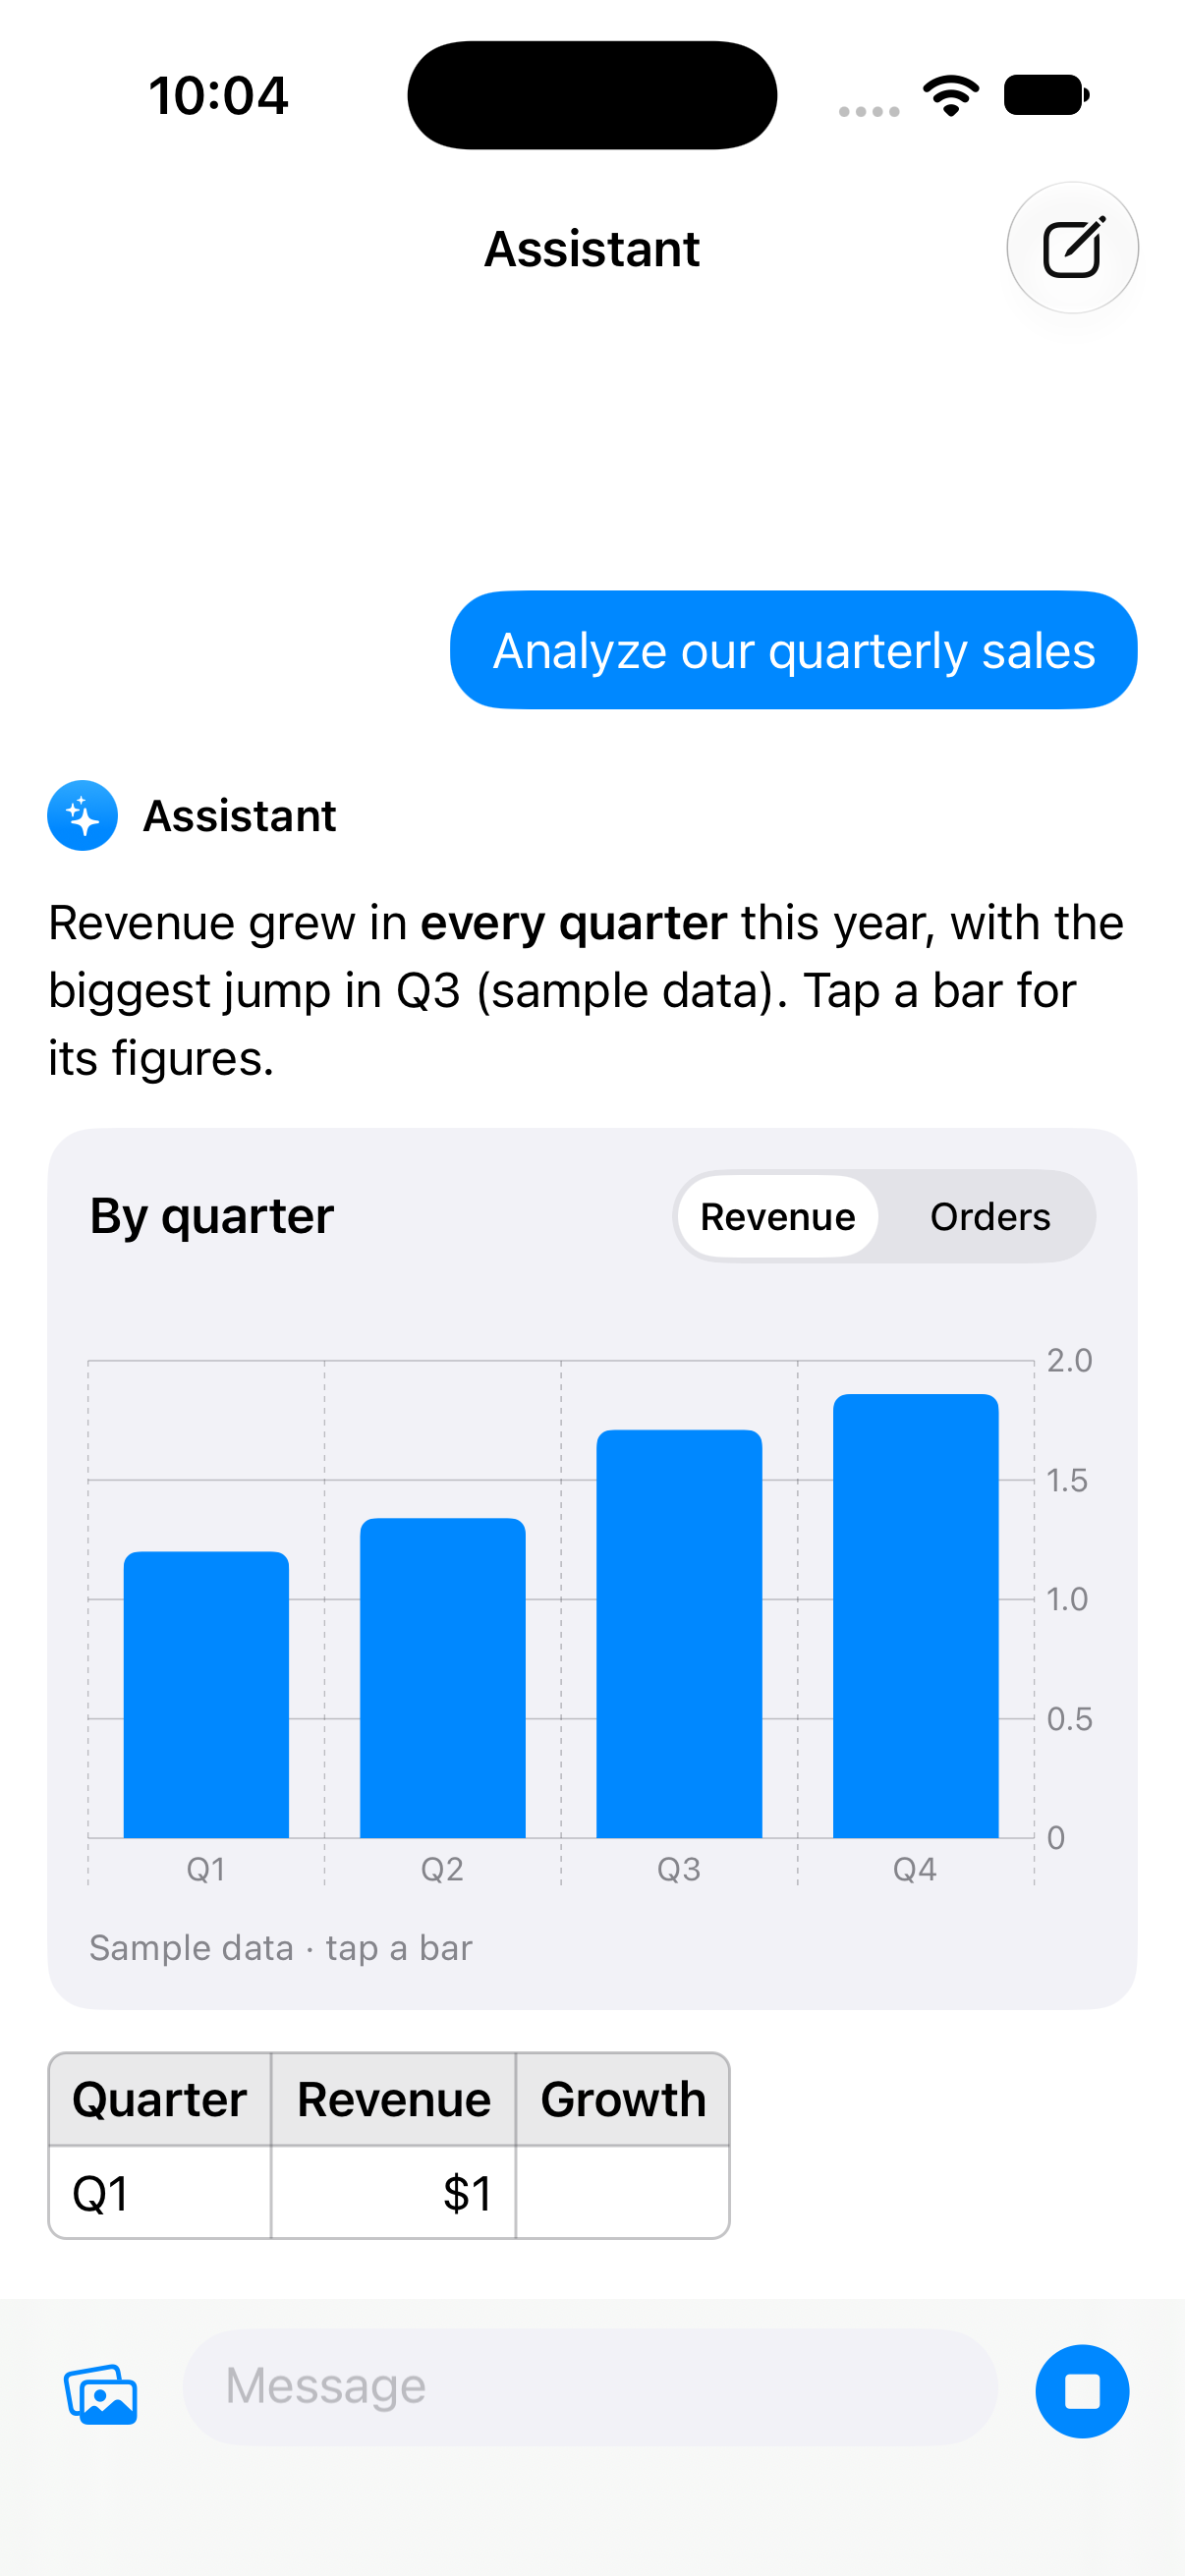 10:04
Assistant
Analyze our quarterly sales
Assistant
Revenue grew in every quarter this year, with the
biggest jump in Q3 (sample data). Tap a bar for
its figures.
By quarter Revenue Orders
2.0
1.5
1.0
0.5
0
Q1 Q2 Q3 Q4
Sample data · tap a bar
Quarter Revenue Growth
Q1 $1
Message